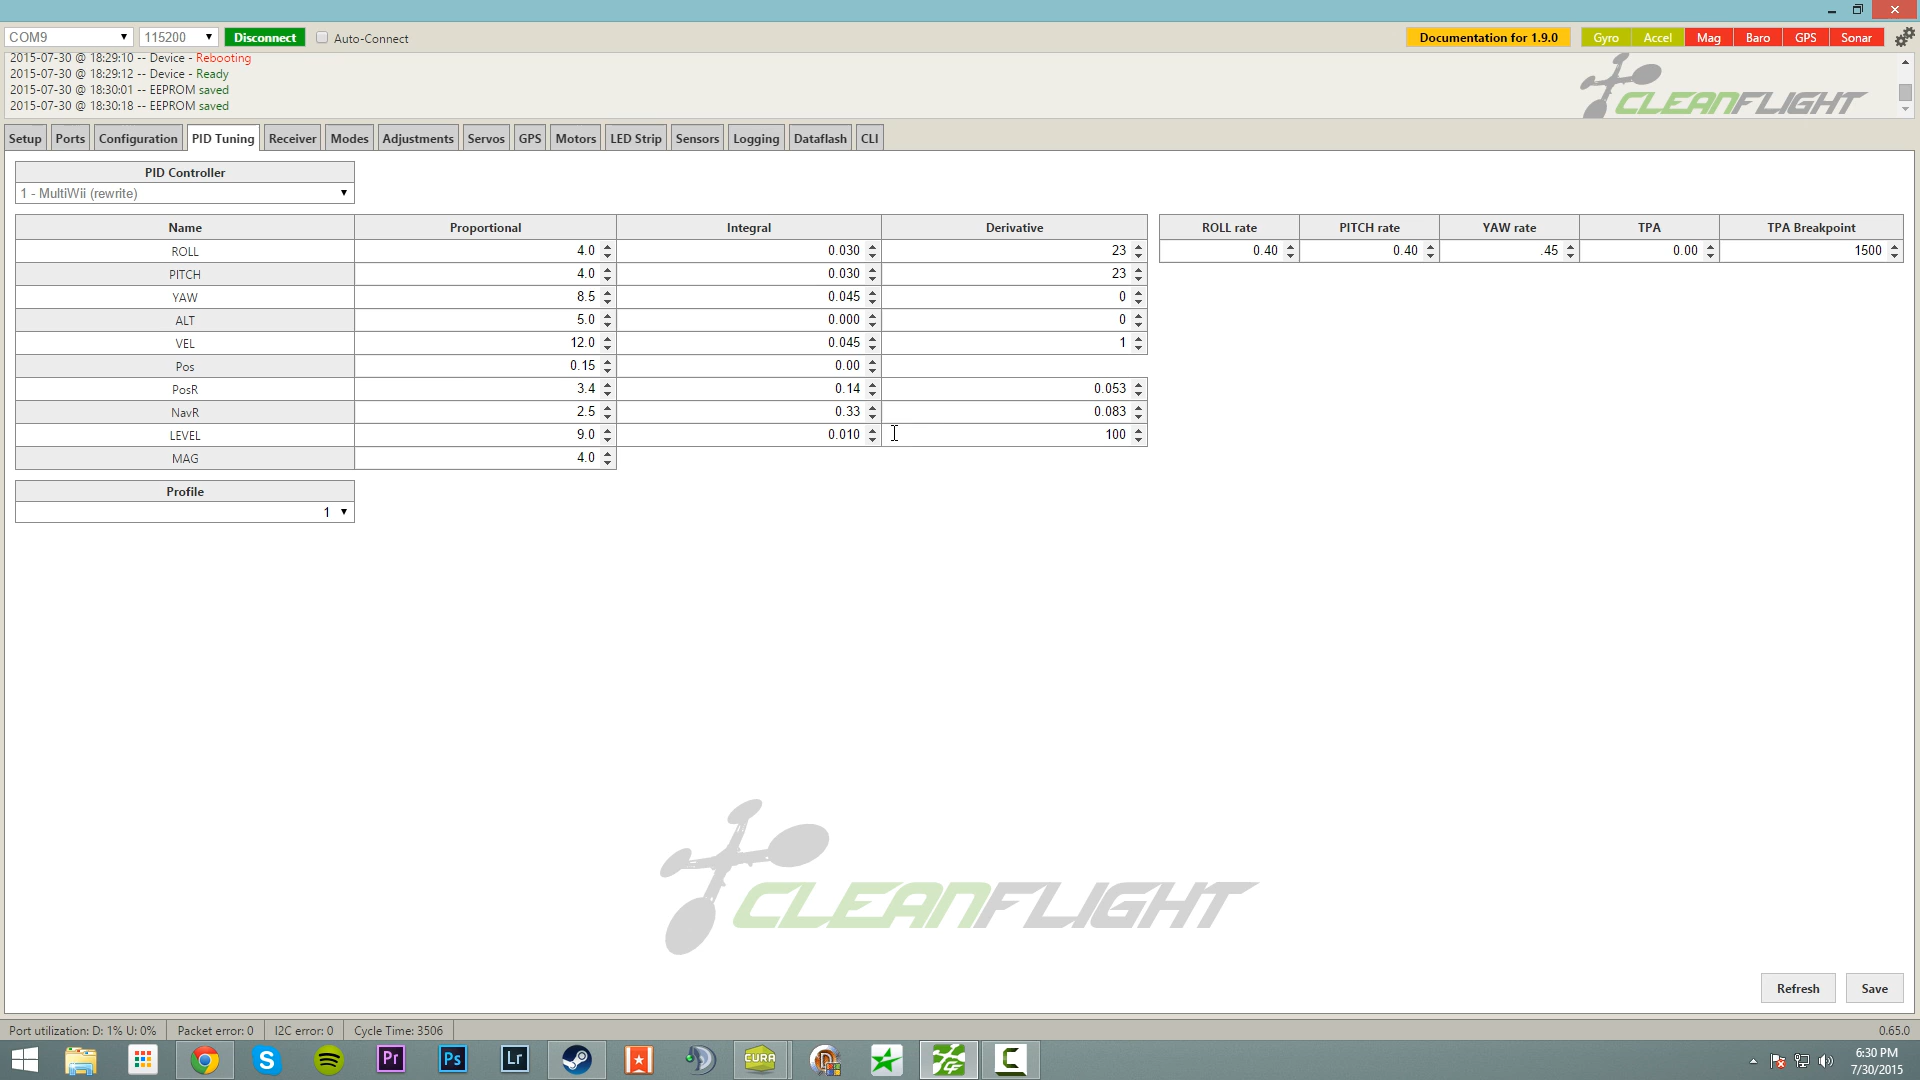 COM9 115200 Disconnect Auto-Connect Documentation for 1.9.0 Gyro Accel Mag Baro GPS Sonar
2015-07-30 @ 18:29:10 -- Device - Rebooting
2015-07-30 @ 18:29:12 -- Device - Ready
2015-07-30 @ 18:30:01 -- EEPROM saved
2015-07-30 @ 18:30:18 -- EEPROM saved
CLEANFLIGHT
Setup Ports Configuration PID Tuning Receiver Modes Adjustments Servos GPS Motors LED Strip Sensors Logging Dataflash CLI
PID Controller
1 - MultiWii (rewrite)
Name Proportional Integral Derivative ROLL rate PITCH rate YAW rate TPA TPA Breakpoint
ROLL 4.0 0.030 23 0.40 0.40 .45 0.00 1500
PITCH 4.0 0.030 23
YAW 8.5 0.045 0
ALT 5.0 0.000 0
VEL 12.0 0.045 1
Pos 0.15 0.00
PosR 3.4 0.14 0.053
NavR 2.5 0.33 0.083
LEVEL 9.0 0.010 100
MAG 4.0
Profile
1
CLEANFLIGHT
Refresh Save
Port utilization: D: 1% U: 0% Packet error: 0 I2C error: 0 Cycle Time: 3506 0.65.0
Pr Ps Lr CURA CF C
6:30 PM
7/30/2015